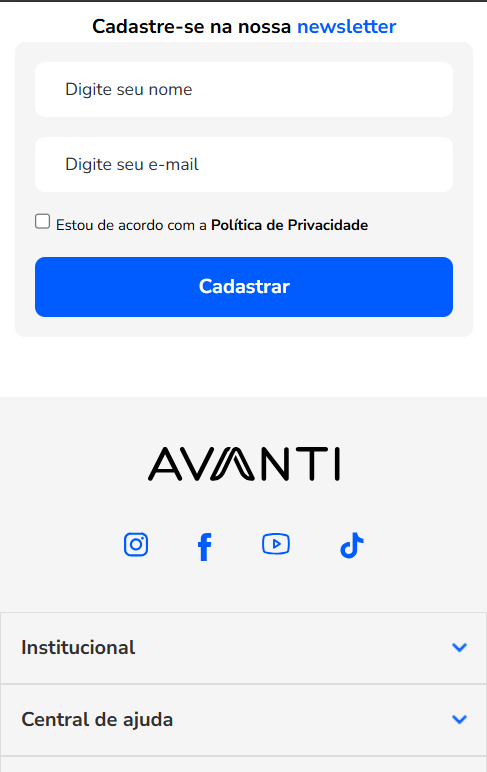 Cadastre-se na nossa newsletter
Digite seu nome
Digite seu e-mail
Estou de acordo com a Política de Privacidade
Cadastrar
AVANTI
Institucional
Central de ajuda